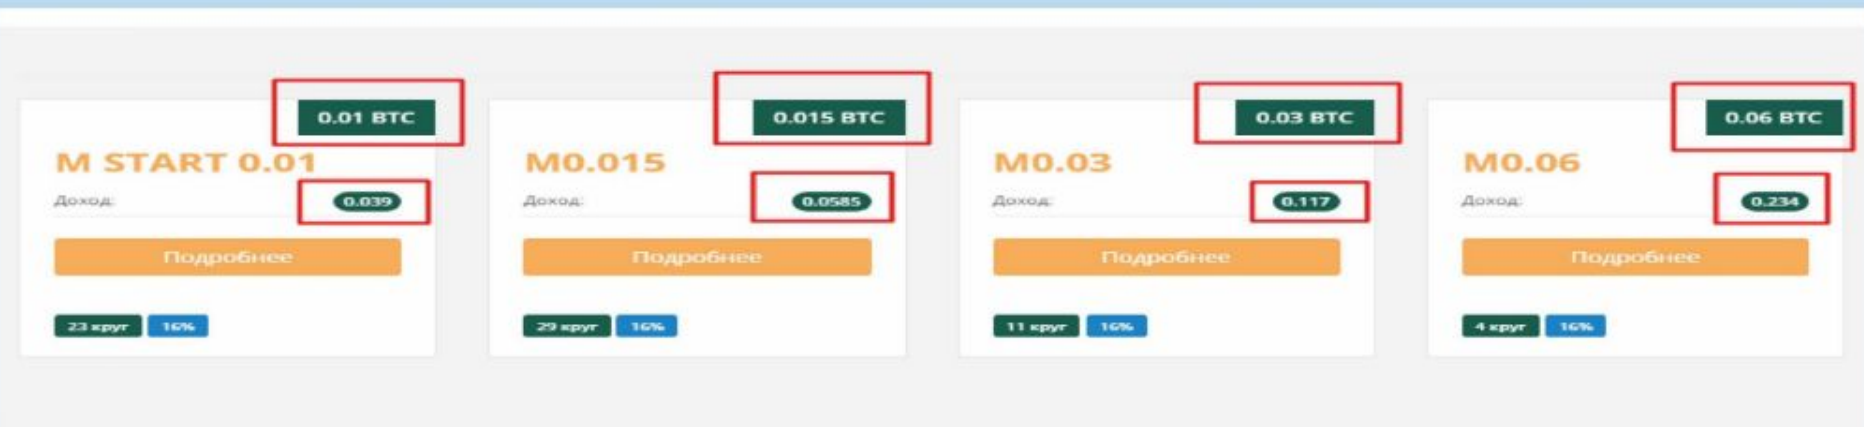 0.01 BTC
M START 0.01
Доход:
0.039
Подробнее
23 круг
16%
0.015 BTC
M0.015
Доход:
0.0585
Подробнее
29 круг
16%
0.03 BTC
M0.03
Доход:
0.117
Подробнее
11 круг
16%
0.06 BTC
M0.06
Доход:
0.234
Подробнее
4 круг
16%